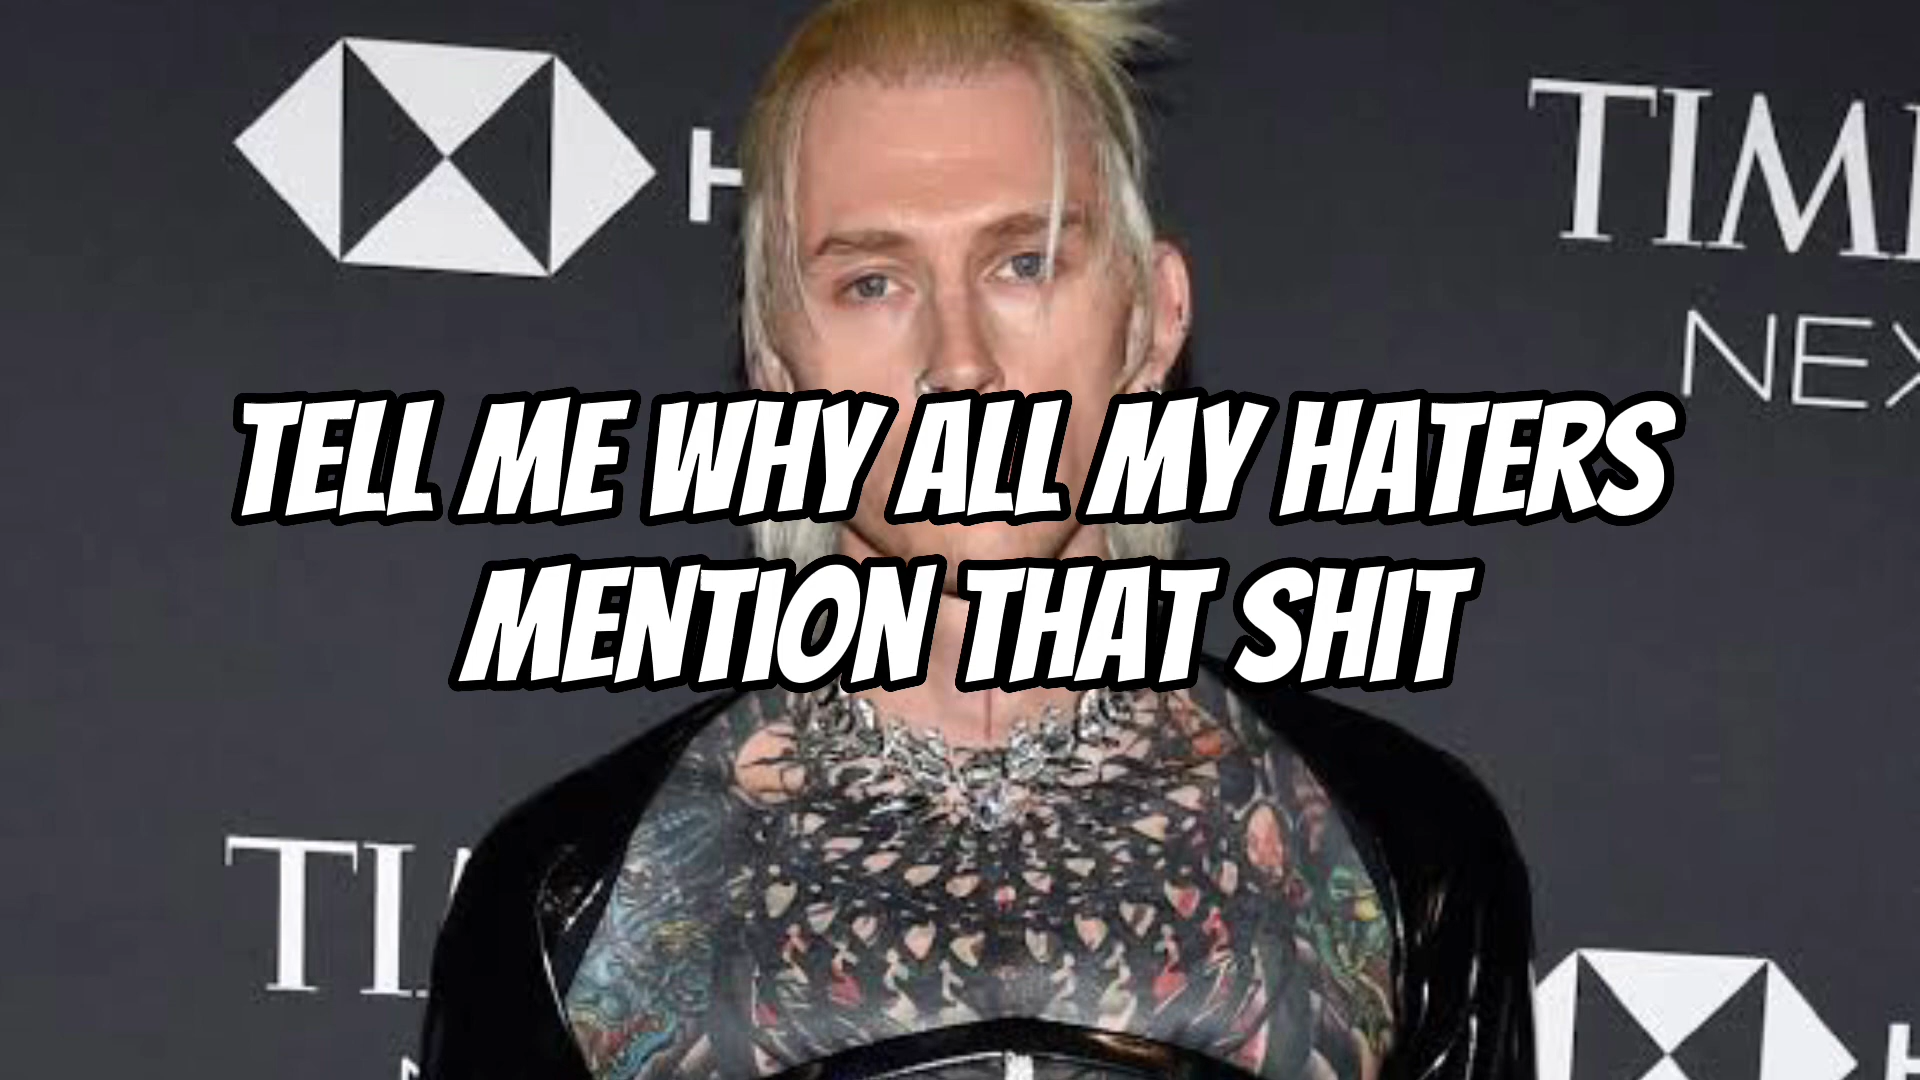 H
TIM
NEX
TELL ME WHY ALL MY HATERS
MENTION THAT SHIT
TI
H